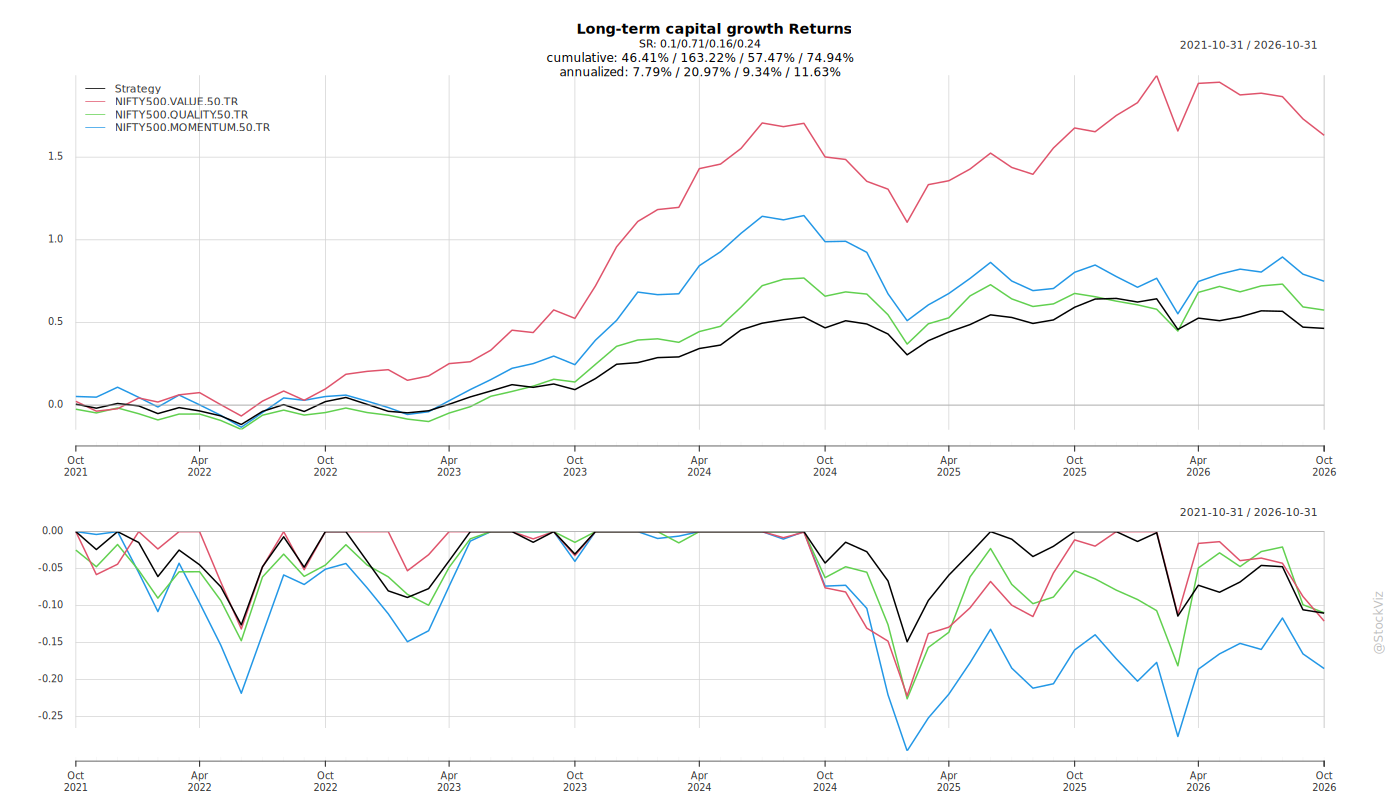 Long-term capital growth Returns
SR: 0.1/0.71/0.16/0.24
cumulative: 46.41% / 163.22% / 57.47% / 74.94%
annualized: 7.79% / 20.97% / 9.34% / 11.63%
2021-10-31 / 2026-10-31
Strategy
NIFTY500.VALUE.50.TR
NIFTY500.QUALITY.50.TR
NIFTY500.MOMENTUM.50.TR
1.5
1.0
0.5
0.0
Oct Apr Oct Apr Oct Apr Oct Apr Oct Apr Oct
2021 2022 2022 2023 2023 2024 2024 2025 2025 2026 2026
2021-10-31 / 2026-10-31
0.00
-0.05
-0.10
-0.15
-0.20
-0.25
Oct Apr Oct Apr Oct Apr Oct Apr Oct Apr Oct
2021 2022 2022 2023 2023 2024 2024 2025 2025 2026 2026
@StockViz